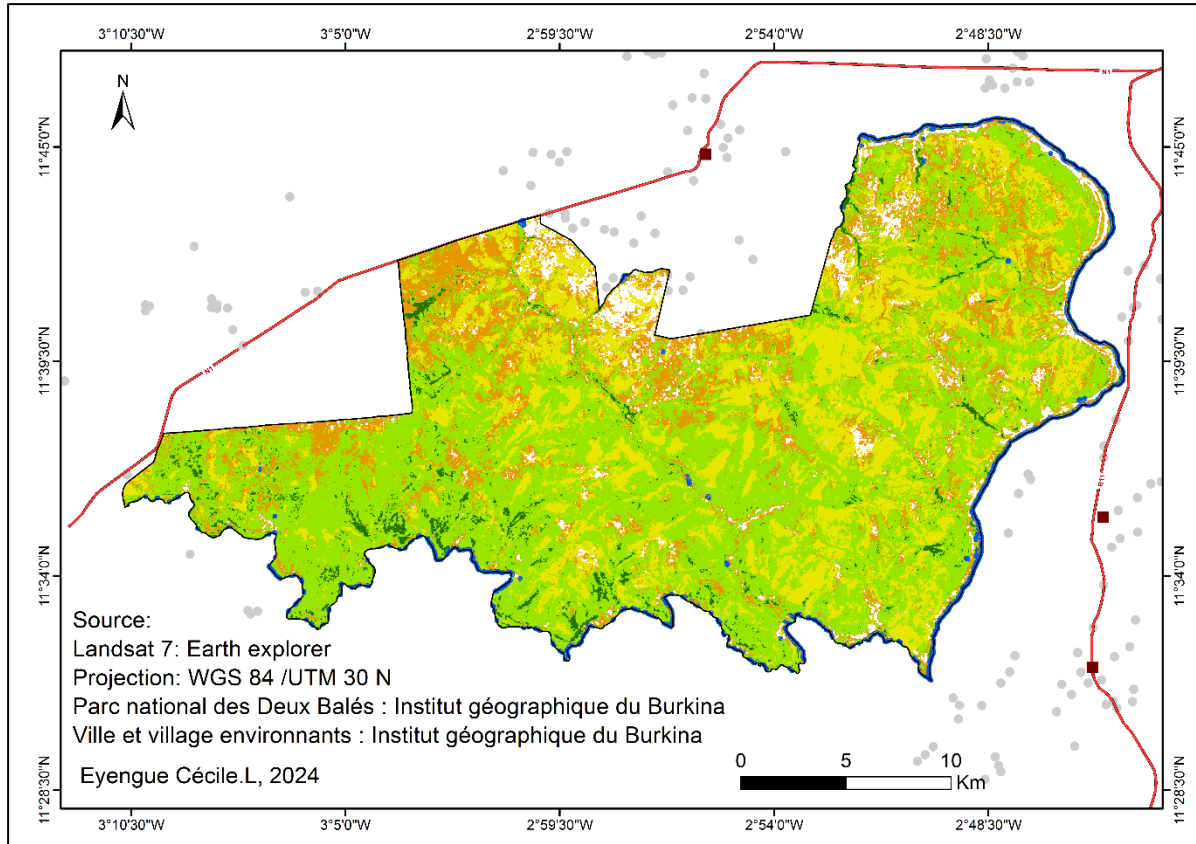 3°10'30"W 3°5'0"W 2°59'30"W 2°54'0"W 2°48'30"W
N
N1
11°45'0"N 11°45'0"N
11°39'30"N 11°39'30"N
N1
R11
11°34'0"N 11°34'0"N
Source:
Landsat 7: Earth explorer
Projection: WGS 84 /UTM 30 N
Parc national des Deux Balés : Institut géographique du Burkina
Ville et village environnants : Institut géographique du Burkina
Eyengue Cécile.L, 2024
0 5 10
Km
11°28'30"N 11°28'30"N
3°10'30"W 3°5'0"W 2°59'30"W 2°54'0"W 2°48'30"W